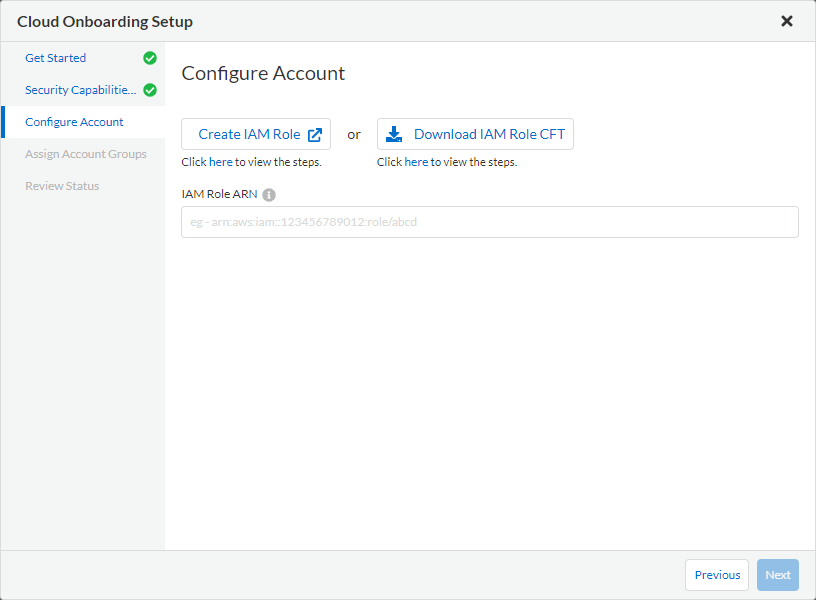 Cloud Onboarding Setup
Get Started
Security Capabilitie...
Configure Account
Assign Account Groups
Review Status
Configure Account
Create IAM Role or Download IAM Role CFT
Click here to view the steps. Click here to view the steps.
IAM Role ARN
eg - arn:aws:iam::123456789012:role/abcd
Previous Next